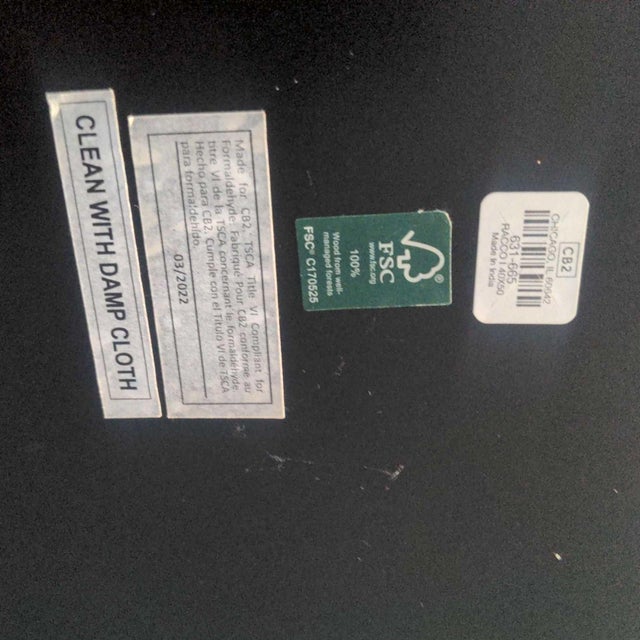 CLEAN WITH DAMP CLOTH
Made for CB2. TSCA Title VI Compliant for
Formaldehyde. Fabriqué Pour CB2 conforme au
titre VI de la TSCA concernant le formaldéhyde.
Hecho para CB2. Cumple con el Título VI de TSCA
para formaldehído.
03/2022
®
FSC
www.fsc.org
100%
Wood from well-
managed forests
FSC® C170525
CB2
CHICAGO, IL 60642
631-665
Made in India